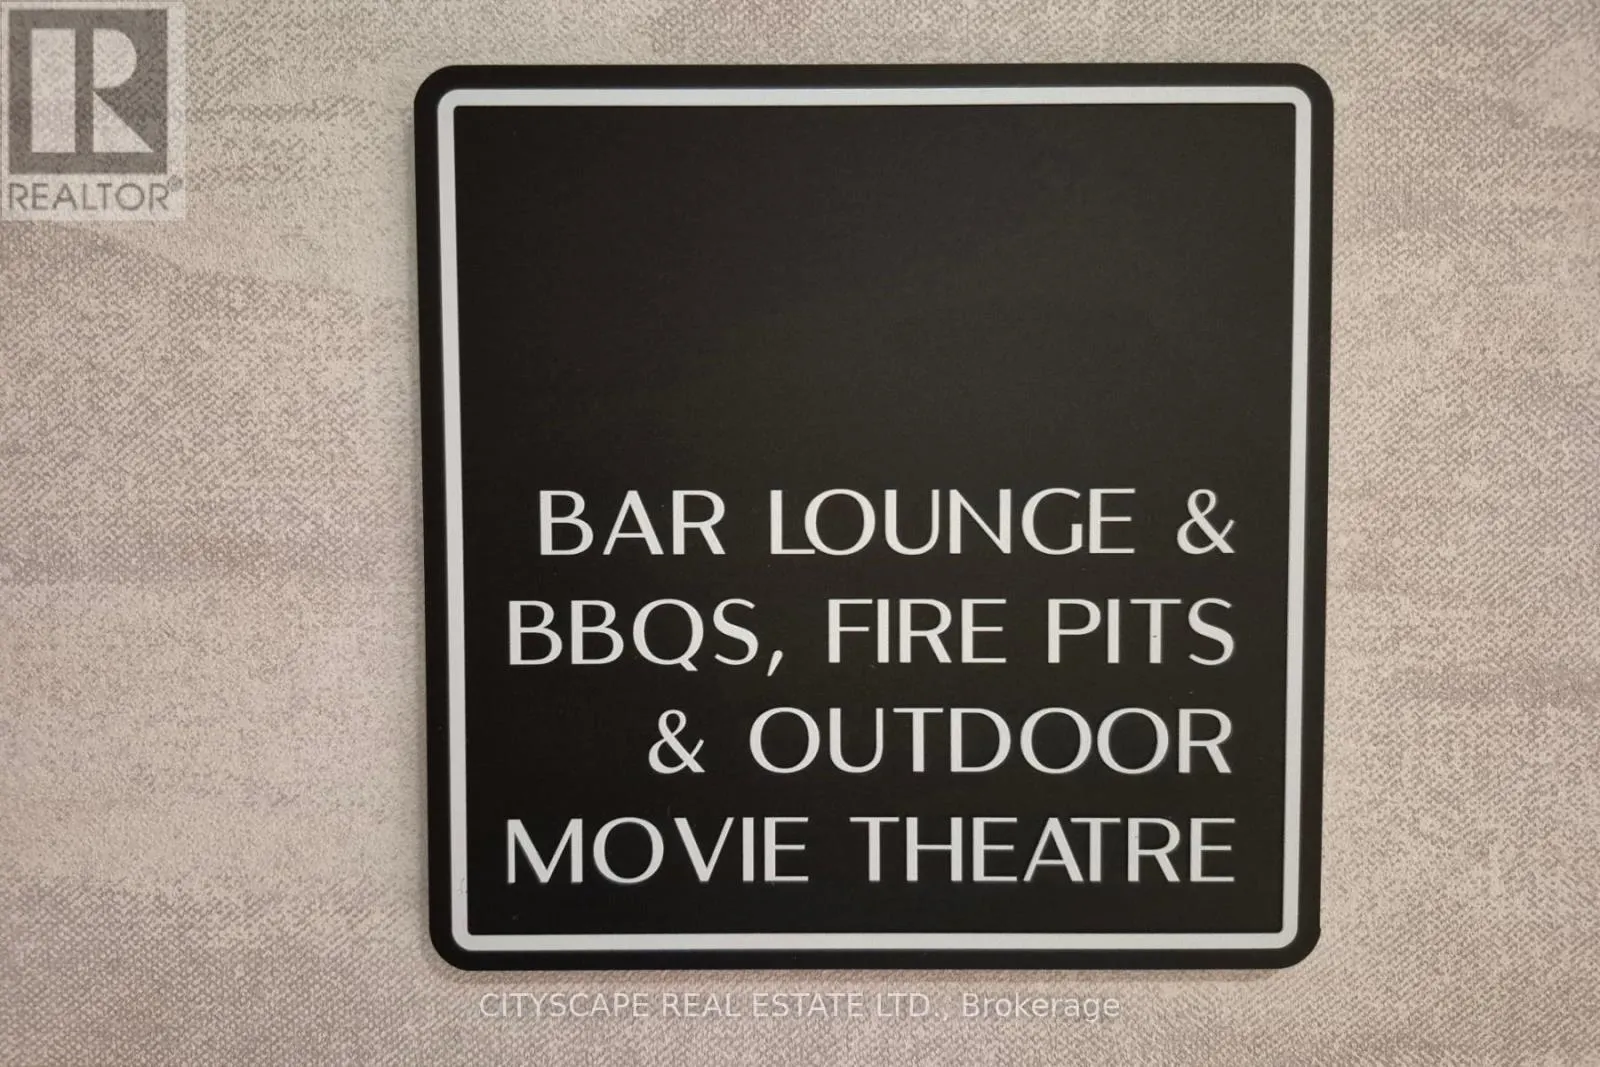 R
REALTOR®
BAR LOUNGE &
BBQS, FIRE PITS
& OUTDOOR
MOVIE THEATRE
CITYSCAPE REAL ESTATE LTD., Brokerage